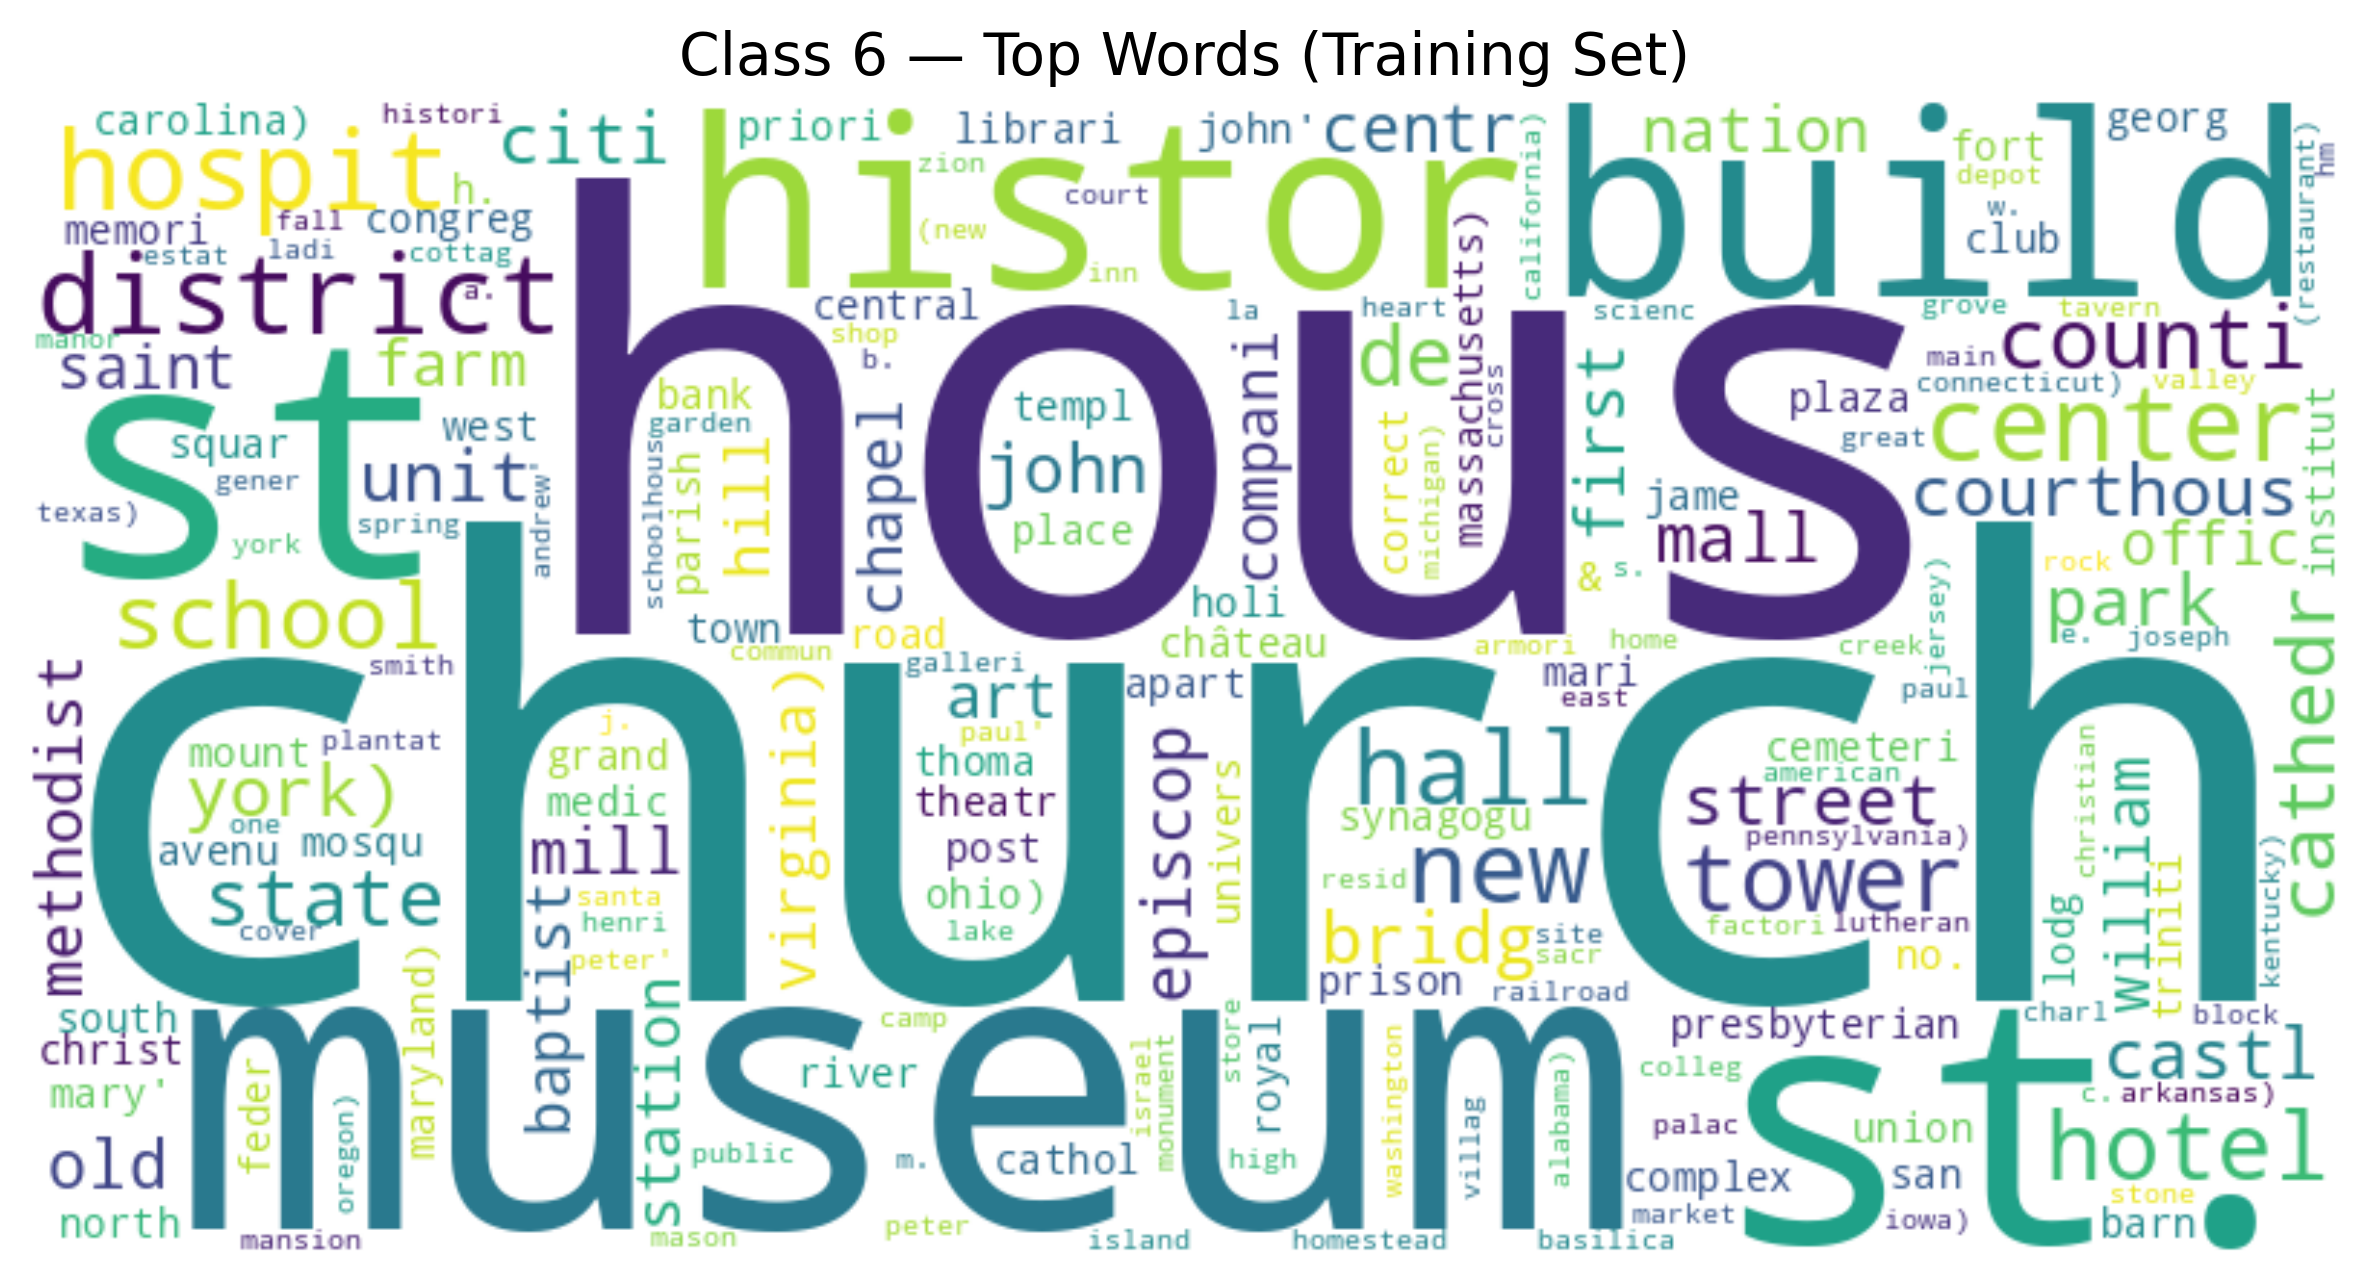 Class 6 — Top Words (Training Set)
carolina)
histori
citi
priori
librari
john'
centr
nation
fort
georg
hospit
h.
histor
zion
court
california)
build
depot
(restaurant)
hm
memori
fall
congreg
(new
w.
club
estat
ladi
cottag
inn
massachusetts)
district
a.
central
la
heart
scienc
grove
tavern
manor
shop
counti
saint
farm
hous
b.
compani
de
first
main
connecticut)
valley
st
bank
templ
cross
plaza
center
west
garden
chapel
john
correct
great
institut
squar
unit
schoolhous
parish
hill
michigan)
jame
courthous
gener
andrew'
place
mall
texas)
spring
york
&
s.
rock
offic
school
holi
jersey)
park
cathedr
town
road
château
armori
home
creek
e.
joseph
methodist
smith
commun
galleri
apart
mari
church
virginia)
art
east
paul
mount
plantat
j.
grand
paul'
episcop
hall
cemeteri
christian
york)
medic
thoma
univers
american
william
one
theatr
synagogu
street
avenu
mosqu
mill
post
new
pennsylvania)
kentucky)
state
baptist
santa
ohio)
resid
tower
triniti
cover
henri
lake
bridg
site
factori
lutheran
lodg
maryland)
peter'
sacr
no.
station
prison
railroad
south
museum
camp
store
royal
presbyterian
charl
block
christ
feder
river
israel
monument
washington
st.
castl
mary'
oregon)
alabama)
colleg
c.
arkansas)
old
public
m.
cathol
high
villag
palac
union
hotel
complex
san
north
stone
mansion
mason
peter
island
homestead
basilica
market
iowa)
barn